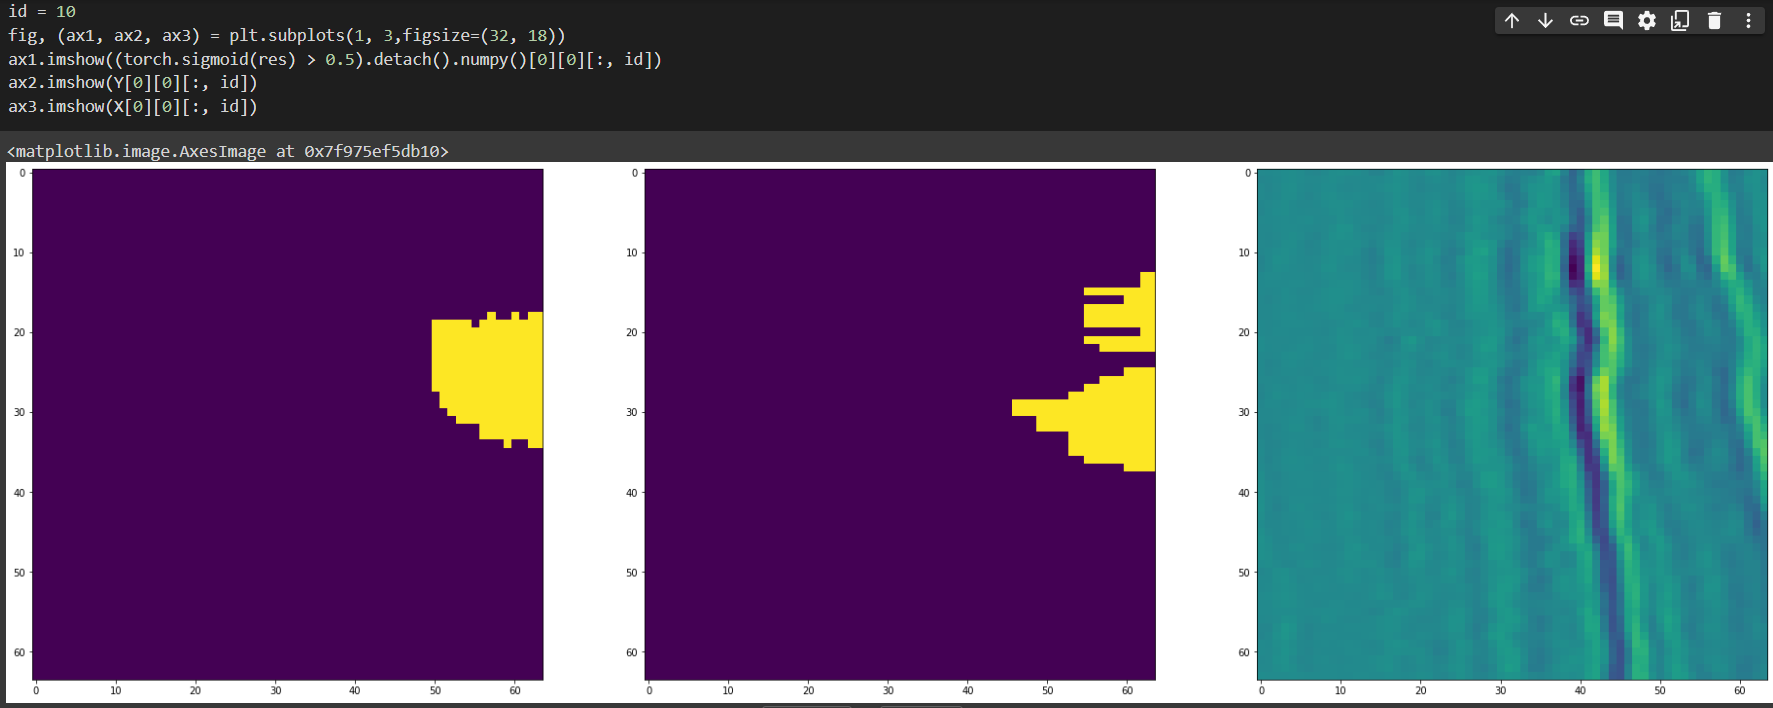 id = 10
fig, (ax1, ax2, ax3) = plt.subplots(1, 3,figsize=(32, 18))
ax1.imshow((torch.sigmoid(res) > 0.5).detach().numpy()[0][0][:, id])
ax2.imshow(Y[0][0][:, id])
ax3.imshow(X[0][0][:, id])
<matplotlib.image.AxesImage at 0x7f975ef5db10>
0
10
20
30
40
50
60
0 10 20 30 40 50 60
0
10
20
30
40
50
60
0 10 20 30 40 50 60
0
10
20
30
40
50
60
0 10 20 30 40 50 60